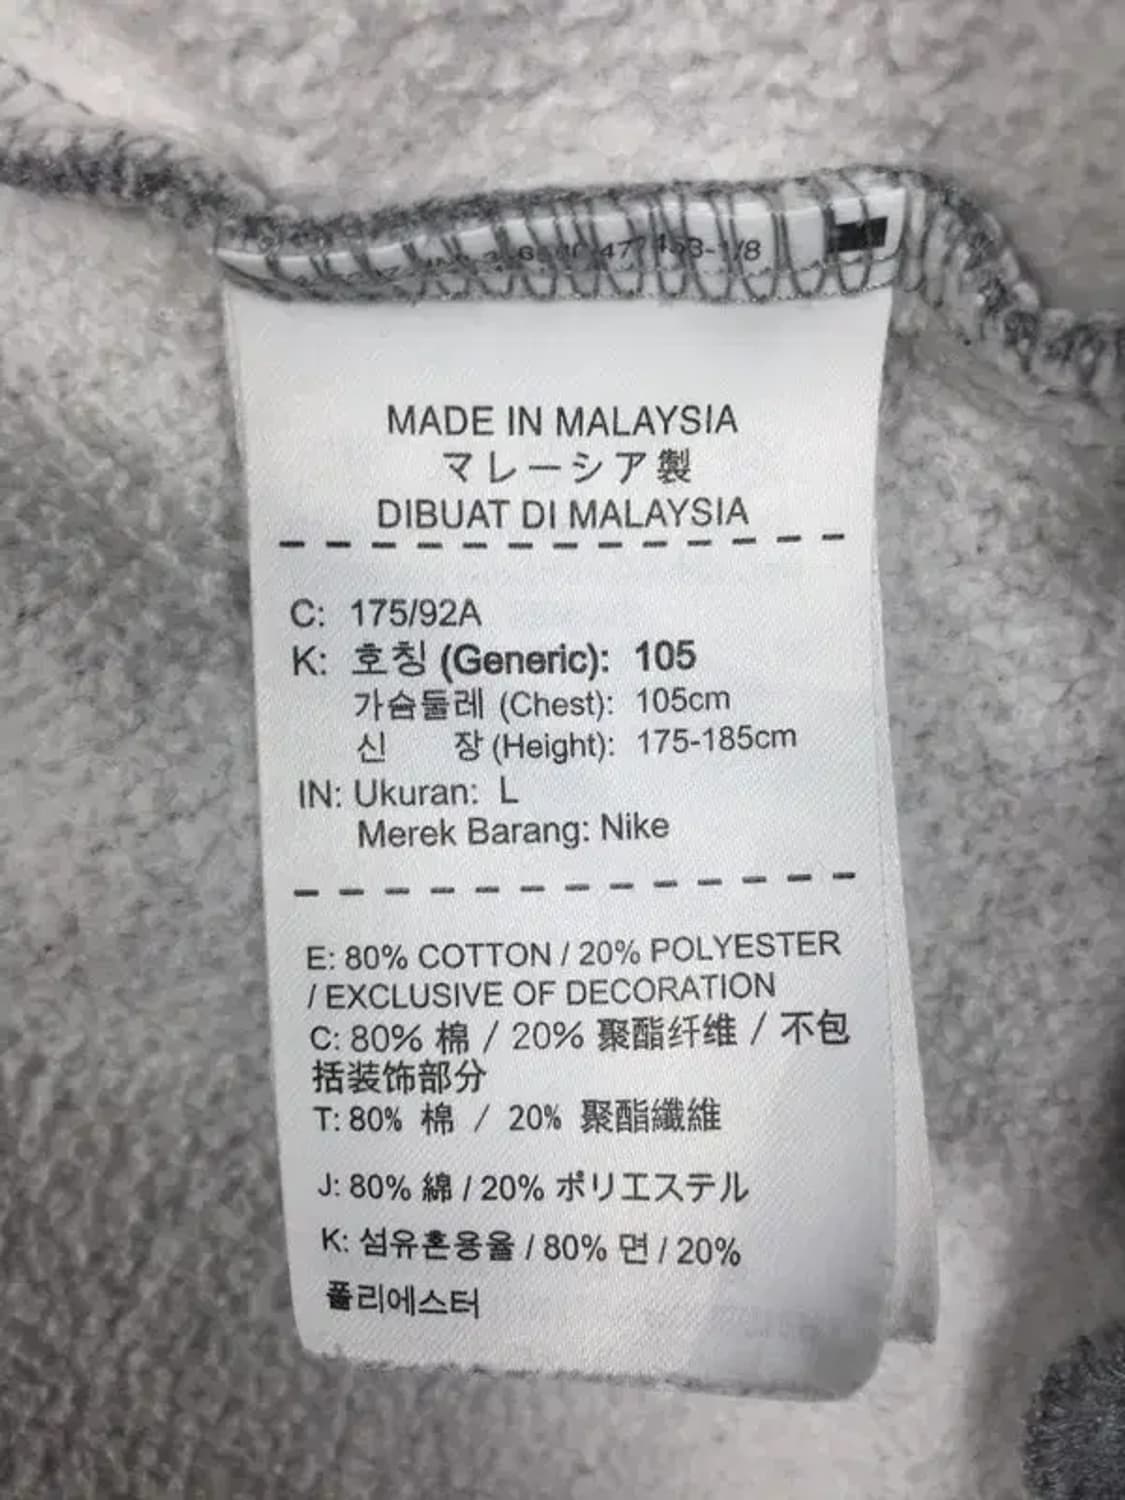 MADE IN MALAYSIA
マレーシア製
DIBUAT DI MALAYSIA
C: 175/92A
K: 호칭 (Generic): 105
가슴둘레 (Chest): 105cm
신 장 (Height): 175-185cm
IN: Ukuran: L
Merek Barang: Nike
E: 80% COTTON / 20% POLYESTER
/ EXCLUSIVE OF DECORATION
C: 80% 棉 / 20% 聚酯纤维 / 不包
括装饰部分
T: 80% 棉 / 20% 聚酯纖維
J: 80% 綿 / 20% ポリエステル
K: 섬유혼용율 / 80% 면 / 20%
폴리에스터